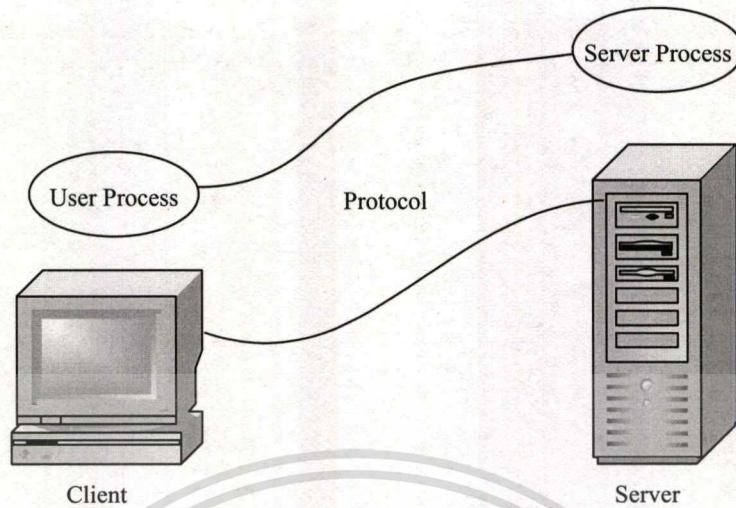 Server Process
User Process
Protocol
Client
Server